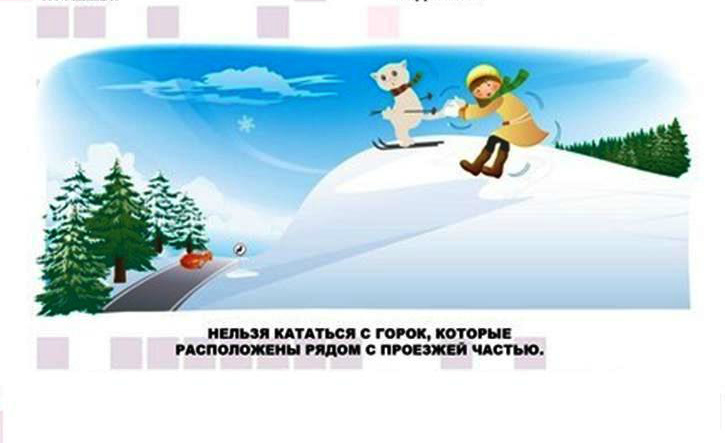 НЕЛЬЗЯ КАТАТЬСЯ С ГОРОК, КОТОРЫЕ
РАСПОЛОЖЕНЫ РЯДОМ С ПРОЕЗЖЕЙ ЧАСТЬЮ.